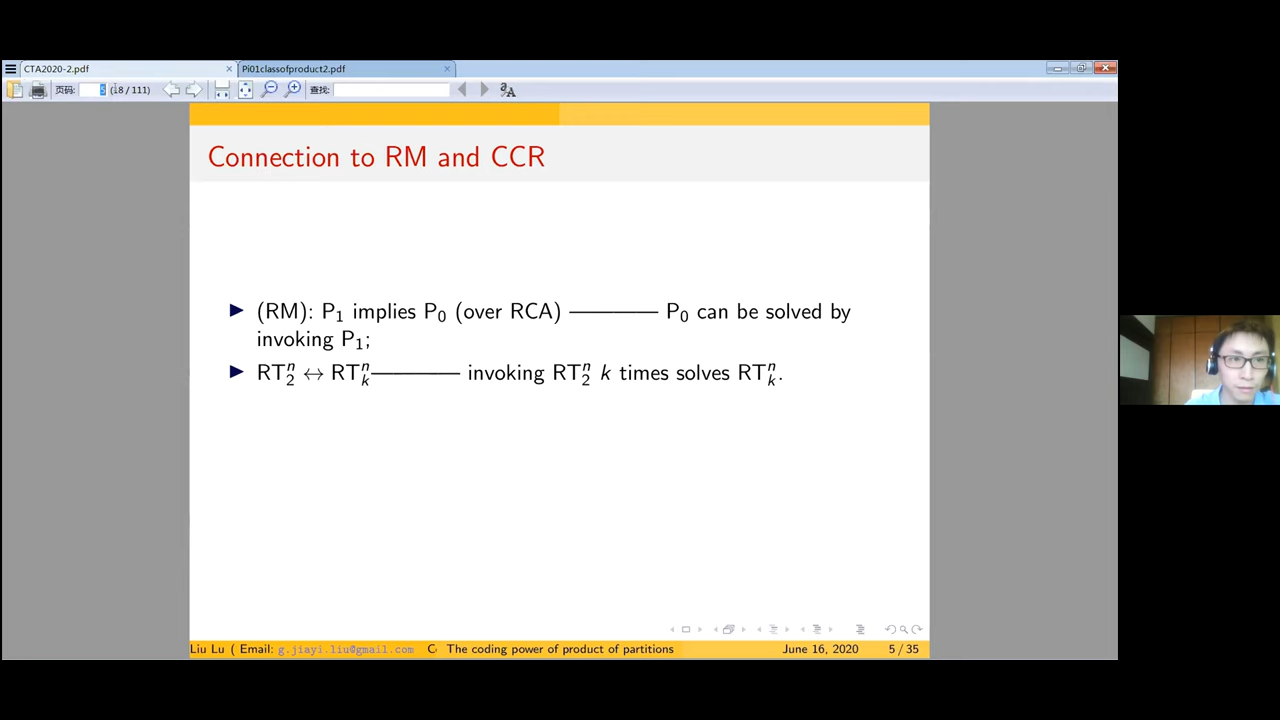 CTA2020-2.pdf
Pi01classofproduct2.pdf
页码: 5 (18 / 111) 查找:
Connection to RM and CCR
(RM): P₁ implies P₀ (over RCA) ———— P₀ can be solved by
invoking P₁;
RT₂ⁿ ↔ RTₖⁿ———— invoking RT₂ⁿ k times solves RTₖⁿ.
Liu Lu ( Email: g.jiayi.liu@gmail.com The coding power of product of partitions June 16, 2020 5 / 35